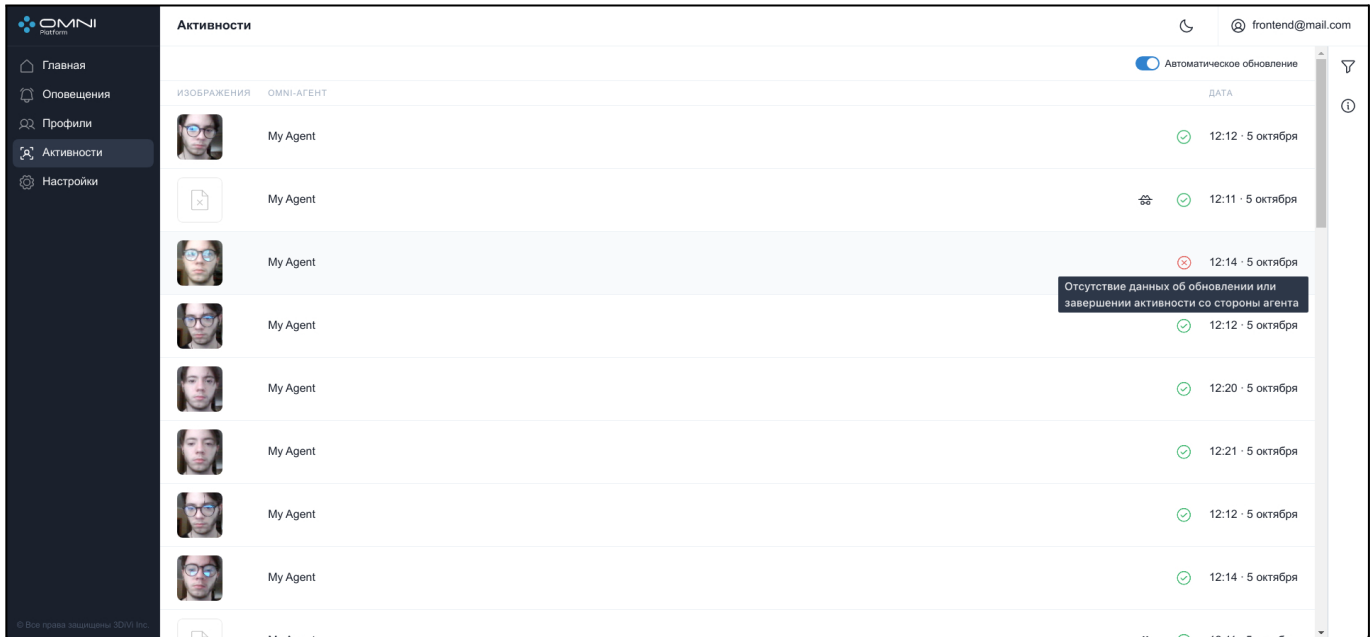 OMNI
Platform
Активности
frontend@mail.com
Главная
Оповещения
Профили
Активности
Настройки
Автоматическое обновление
ИЗОБРАЖЕНИЯ OMNI-АГЕНТ ДАТА
My Agent 12:12 · 5 октября
My Agent 12:11 · 5 октября
My Agent 12:14 · 5 октября
Отсутствие данных об обновлении или
завершении активности со стороны агента
My Agent 12:12 · 5 октября
My Agent 12:20 · 5 октября
My Agent 12:21 · 5 октября
My Agent 12:12 · 5 октября
My Agent 12:14 · 5 октября
© Все права защищены 3DiVi Inc.